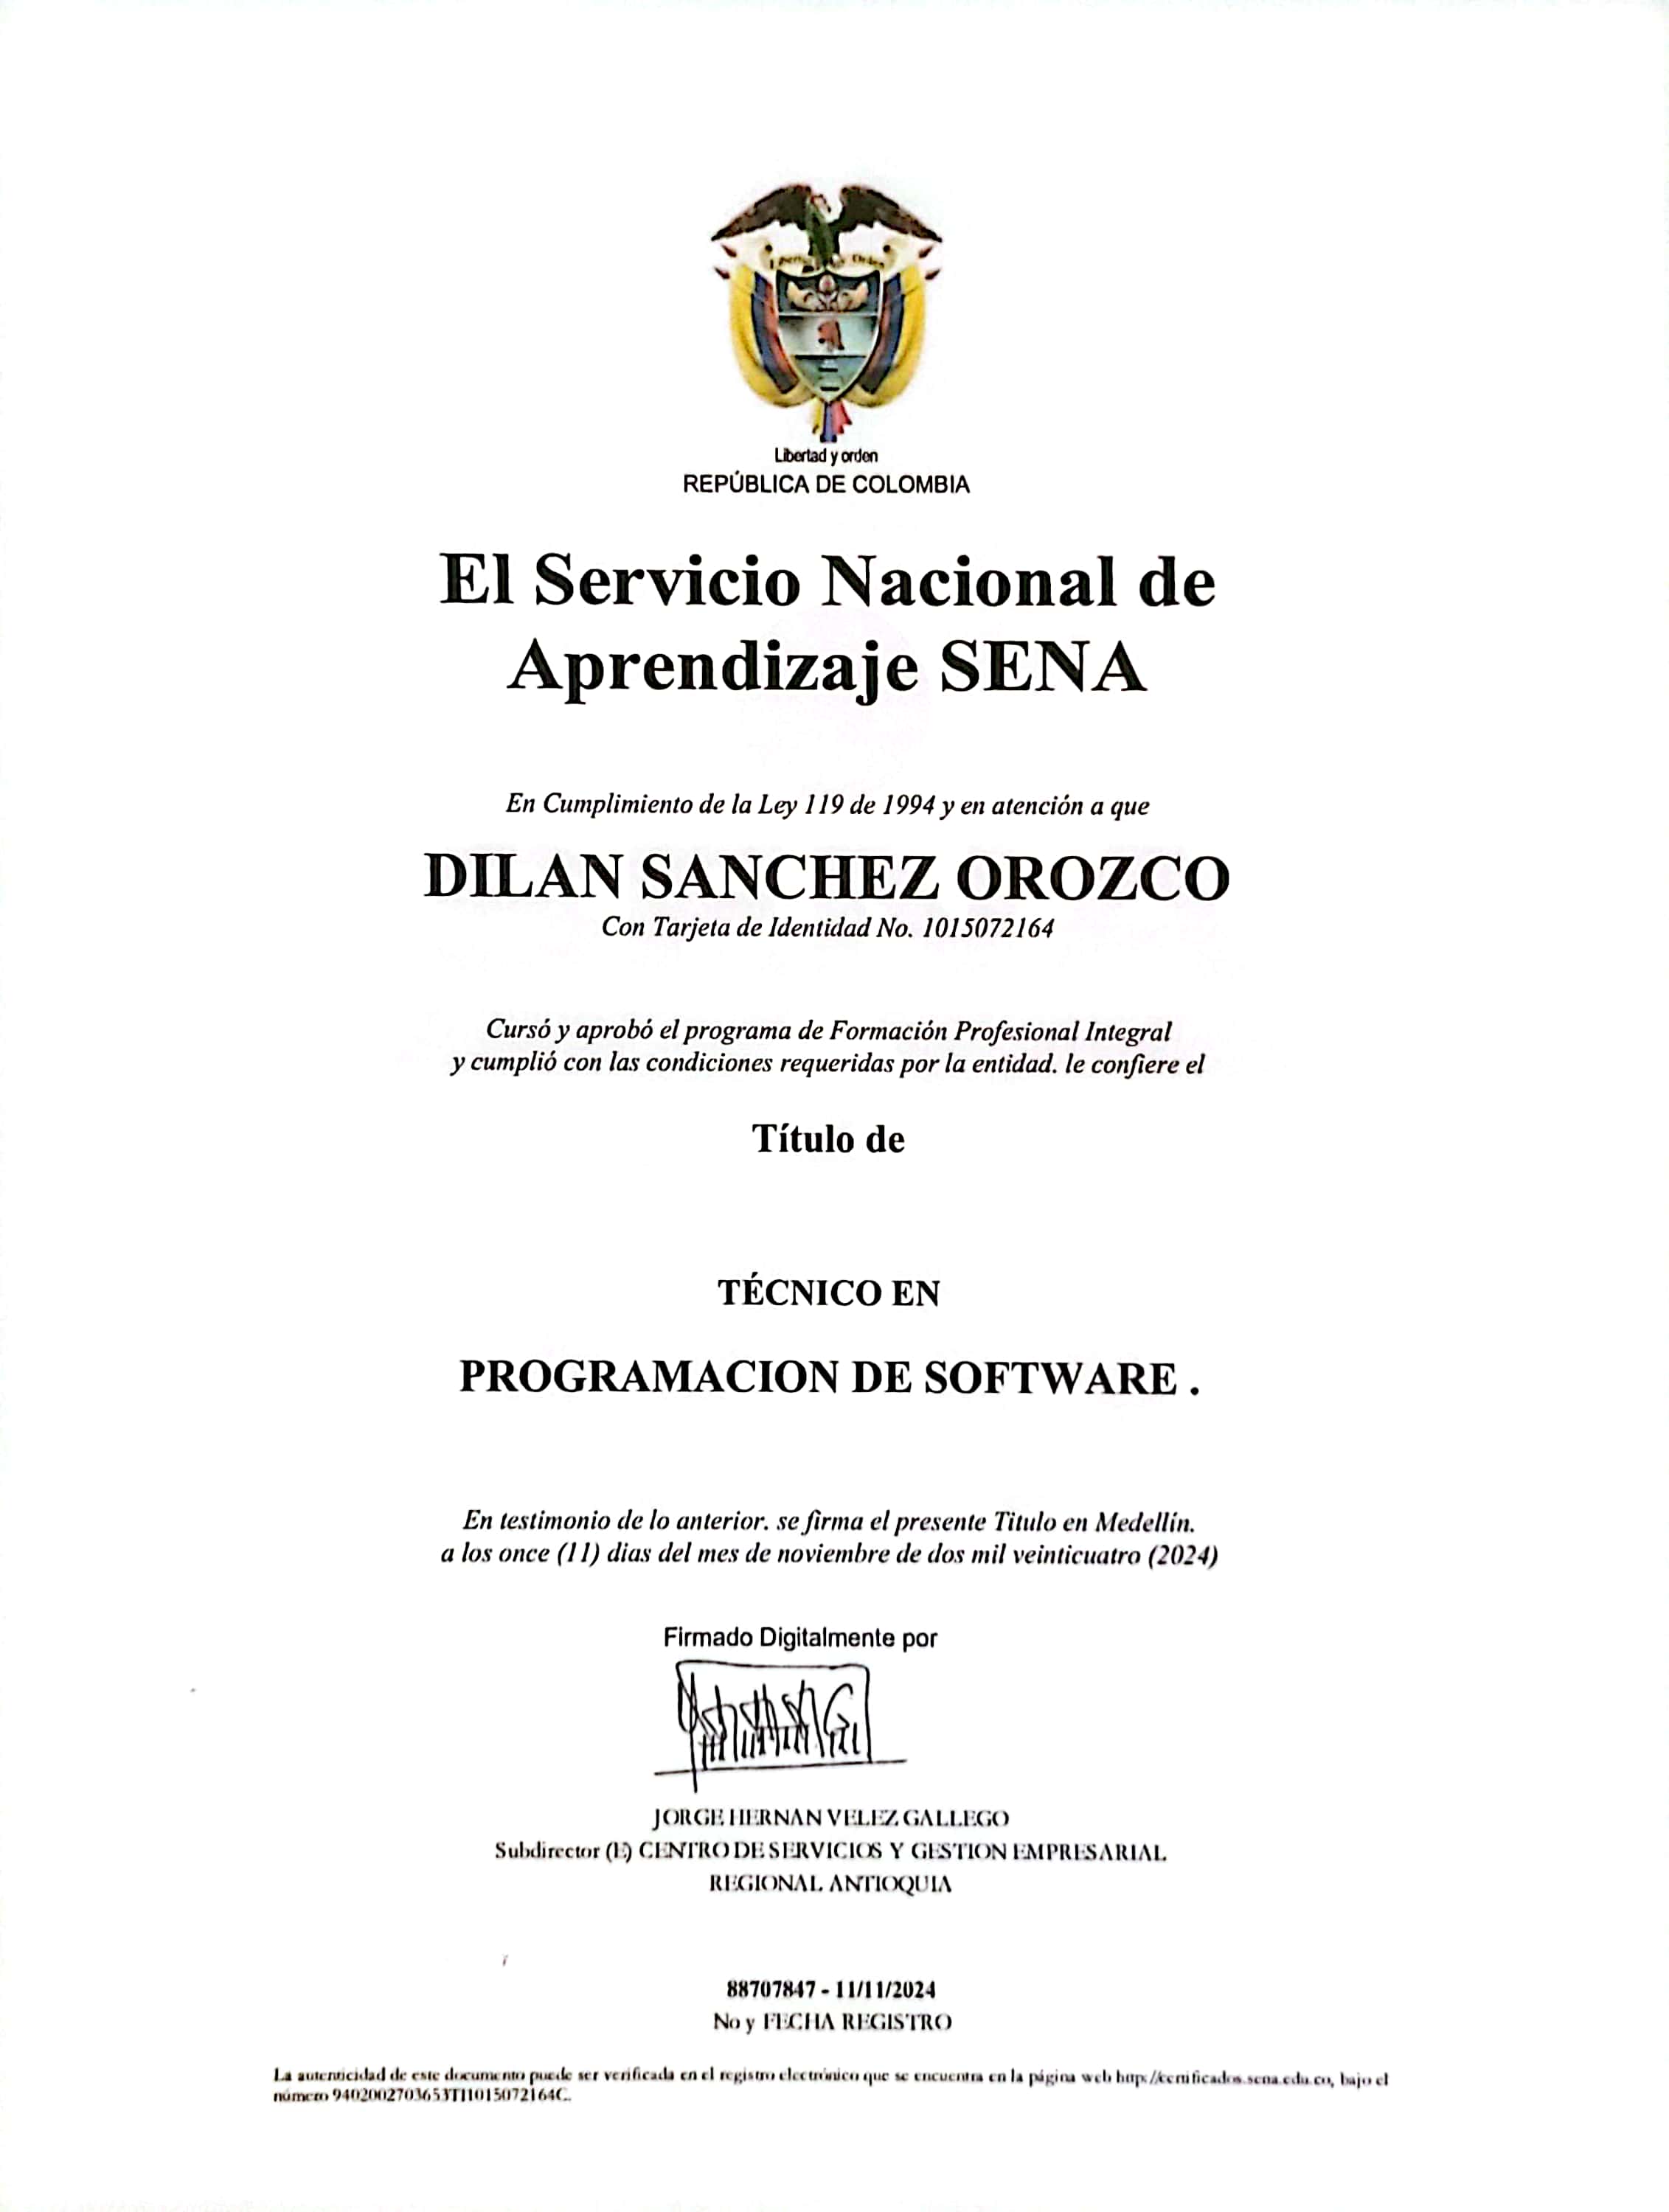 Libertad y Orden
Libertad y orden
REPÚBLICA DE COLOMBIA
El Servicio Nacional de
Aprendizaje SENA
En Cumplimiento de la Ley 119 de 1994 y en atención a que
DILAN SANCHEZ OROZCO
Con Tarjeta de Identidad No. 1015072164
Cursó y aprobó el programa de Formación Profesional Integral
y cumplió con las condiciones requeridas por la entidad. le confiere el
Título de
TÉCNICO EN
PROGRAMACION DE SOFTWARE .
En testimonio de lo anterior. se firma el presente Titulo en Medellín.
a los once (11) dias del mes de noviembre de dos mil veinticuatro (2024)
Firmado Digitalmente por
JORGE HERNAN VELEZ GALLEGO
Subdirector (E) CENTRO DE SERVICIOS Y GESTION EMPRESARIAL
REGIONAL ANTIOQUIA
88707847 - 11/11/2024
No y FECHA REGISTRO
La autenticidad de este documento puede ser verificada en el registro electrónico que se encuentra en la página web http://certificados.sena.edu.co, bajo el
número 9402002703653TI1015072164C.